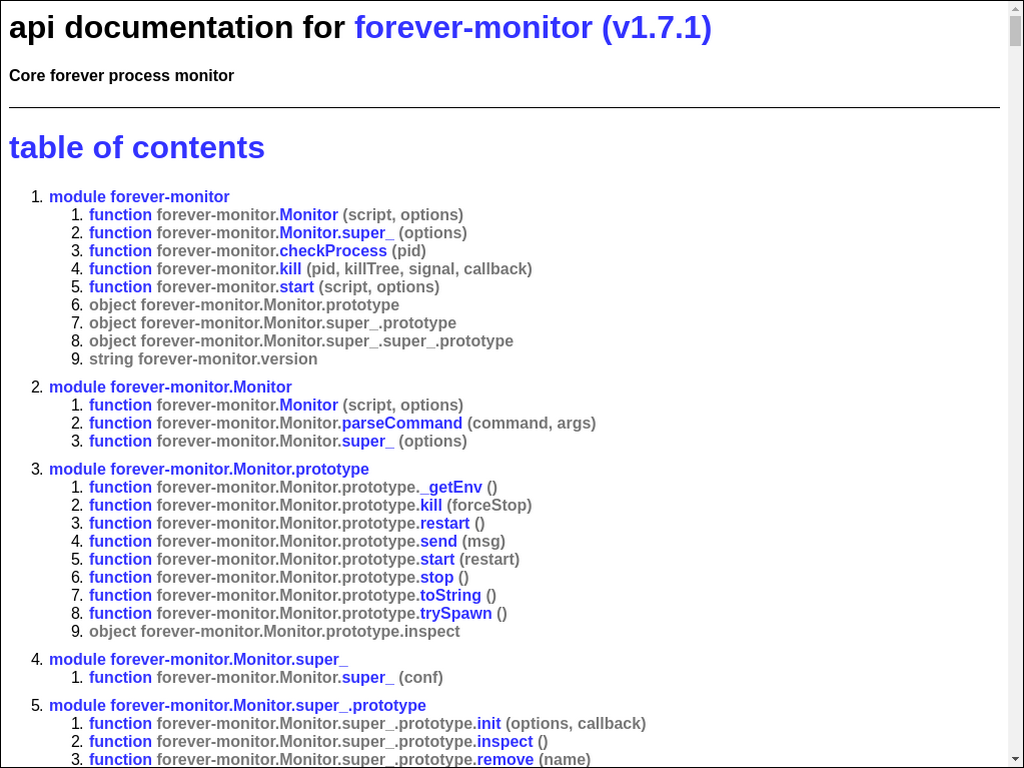 api documentation for forever-monitor (v1.7.1)
Core forever process monitor
table of contents
1. module forever-monitor
1. function forever-monitor.Monitor (script, options)
2. function forever-monitor.Monitor.super_ (options)
3. function forever-monitor.checkProcess (pid)
4. function forever-monitor.kill (pid, killTree, signal, callback)
5. function forever-monitor.start (script, options)
6. object forever-monitor.Monitor.prototype
7. object forever-monitor.Monitor.super_.prototype
8. object forever-monitor.Monitor.super_.super_.prototype
9. string forever-monitor.version
2. module forever-monitor.Monitor
1. function forever-monitor.Monitor (script, options)
2. function forever-monitor.Monitor.parseCommand (command, args)
3. function forever-monitor.Monitor.super_ (options)
3. module forever-monitor.Monitor.prototype
1. function forever-monitor.Monitor.prototype._getEnv ()
2. function forever-monitor.Monitor.prototype.kill (forceStop)
3. function forever-monitor.Monitor.prototype.restart ()
4. function forever-monitor.Monitor.prototype.send (msg)
5. function forever-monitor.Monitor.prototype.start (restart)
6. function forever-monitor.Monitor.prototype.stop ()
7. function forever-monitor.Monitor.prototype.toString ()
8. function forever-monitor.Monitor.prototype.trySpawn ()
9. object forever-monitor.Monitor.prototype.inspect
4. module forever-monitor.Monitor.super_
1. function forever-monitor.Monitor.super_ (conf)
5. module forever-monitor.Monitor.super_.prototype
1. function forever-monitor.Monitor.super_.prototype.init (options, callback)
2. function forever-monitor.Monitor.super_.prototype.inspect ()
3. function forever-monitor.Monitor.super_.prototype.remove (name)